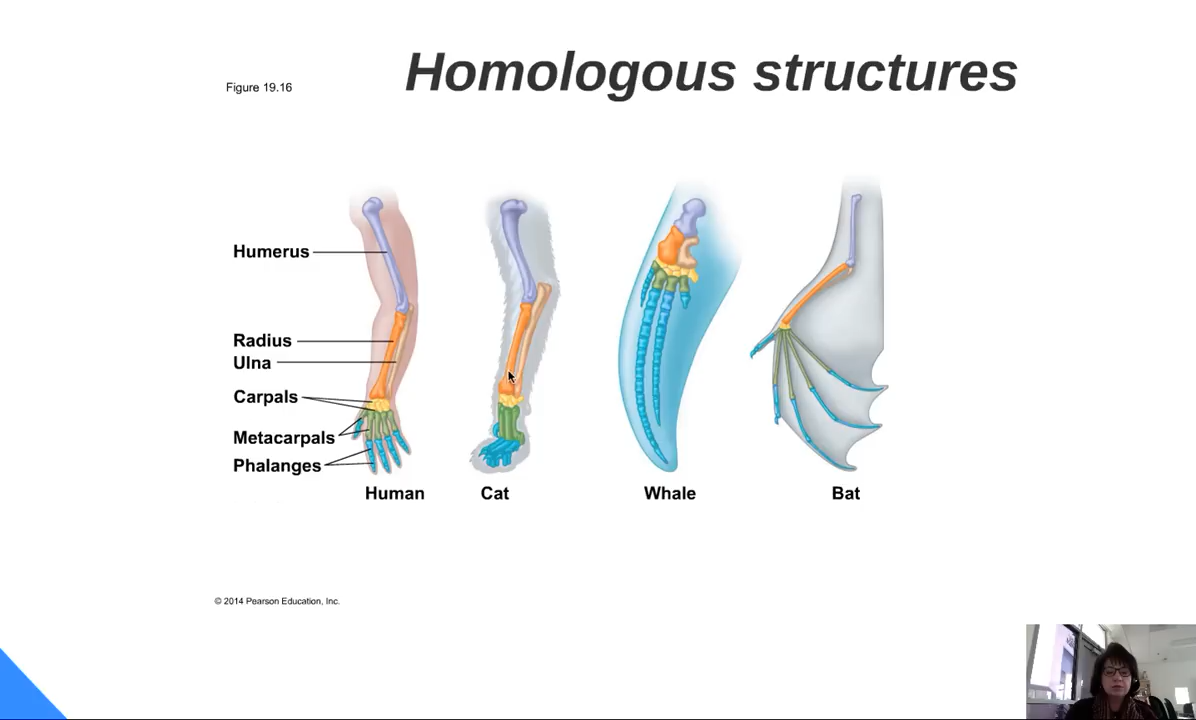 Homologous structures
Figure 19.16
Humerus
Radius
Ulna
Carpals
Metacarpals
Phalanges
Human
Cat
Whale
Bat
© 2014 Pearson Education, Inc.